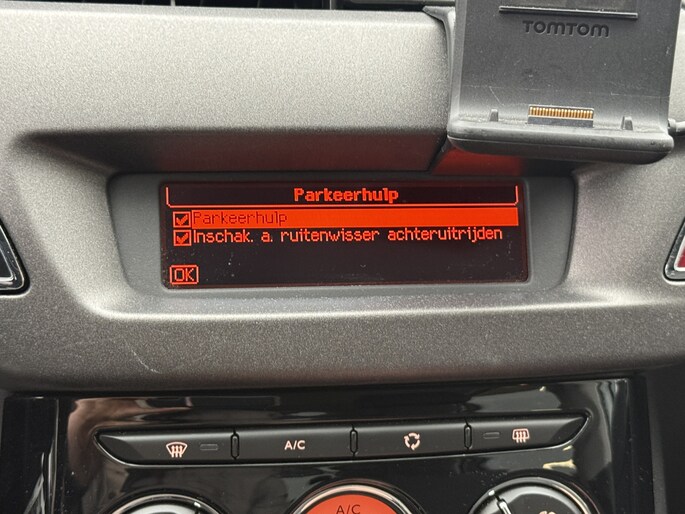 TOMTOM
Parkeerhulp
Parkeerhulp
Inschak. a. ruitenwisser achteruitrijden
OK
A/C
A/C